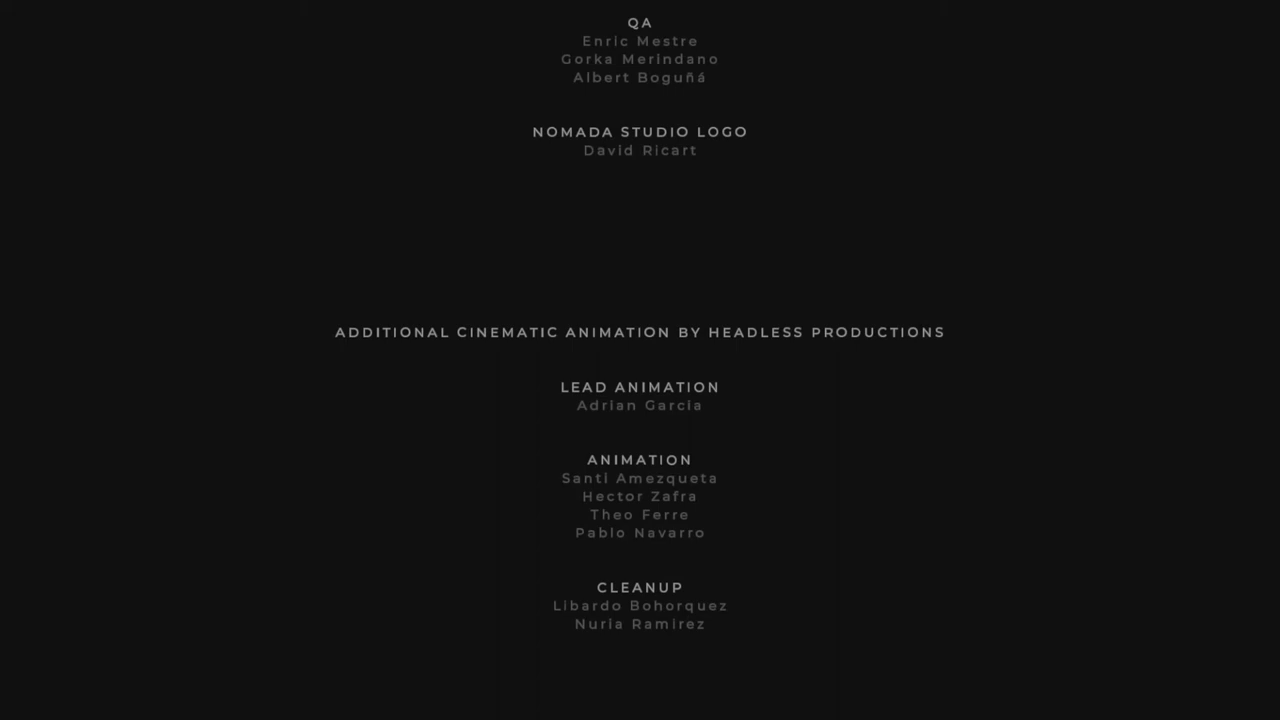 QA
Enric Mestre
Gorka Merindano
Albert Boguñá
NOMADA STUDIO LOGO
David Ricart
ADDITIONAL CINEMATIC ANIMATION BY HEADLESS PRODUCTIONS
LEAD ANIMATION
Adrian Garcia
ANIMATION
Santi Amezqueta
Hector Zafra
Theo Ferre
Pablo Navarro
CLEANUP
Libardo Bohorquez
Nuria Ramirez